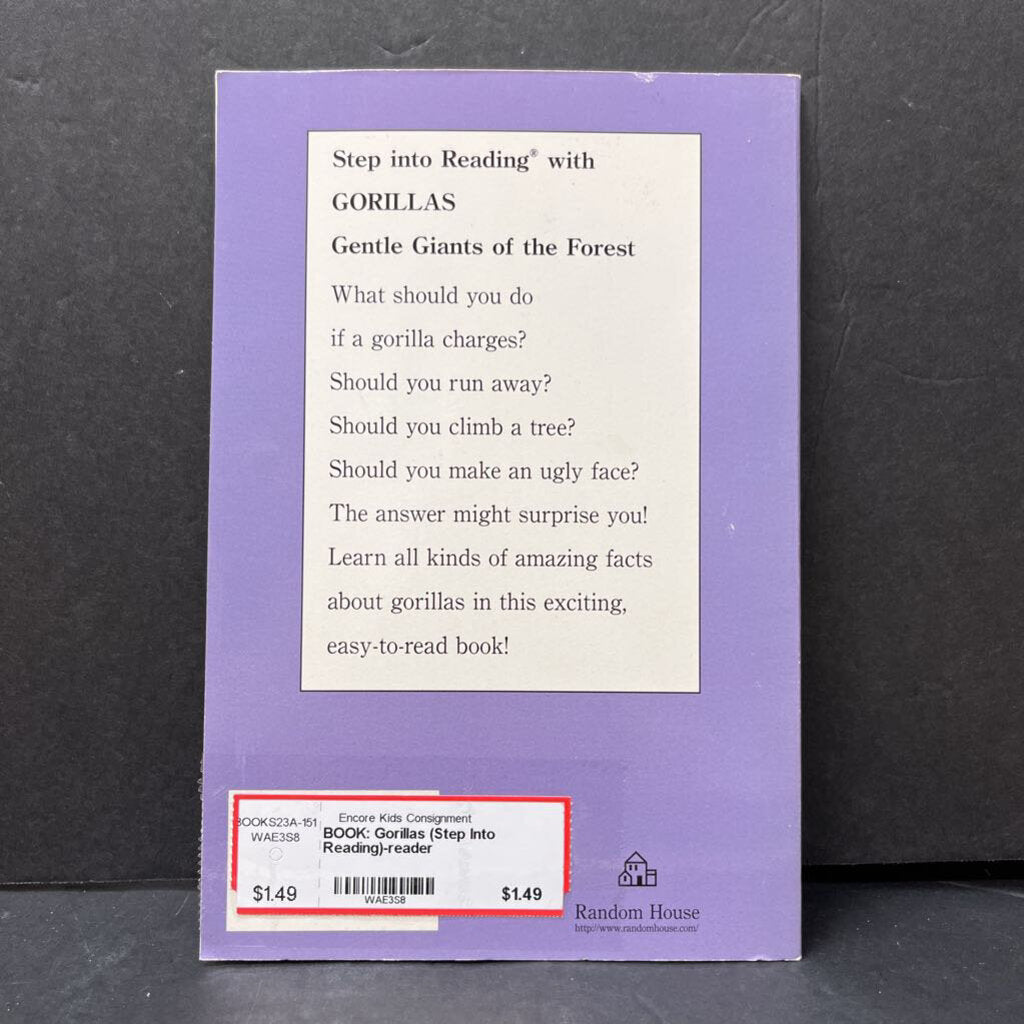 Step into Reading® with
GORILLAS
Gentle Giants of the Forest
What should you do
if a gorilla charges?
Should you run away?
Should you climb a tree?
Should you make an ugly face?
The answer might surprise you!
Learn all kinds of amazing facts
about gorillas in this exciting,
easy-to-read book!
BOOKS23A-151
WAE3S8
$1.49
Encore Kids Consignment
BOOK: Gorillas (Step Into
Reading)-reader
WAE3S8
$1.49
Random House
http://www.randomhouse.com/